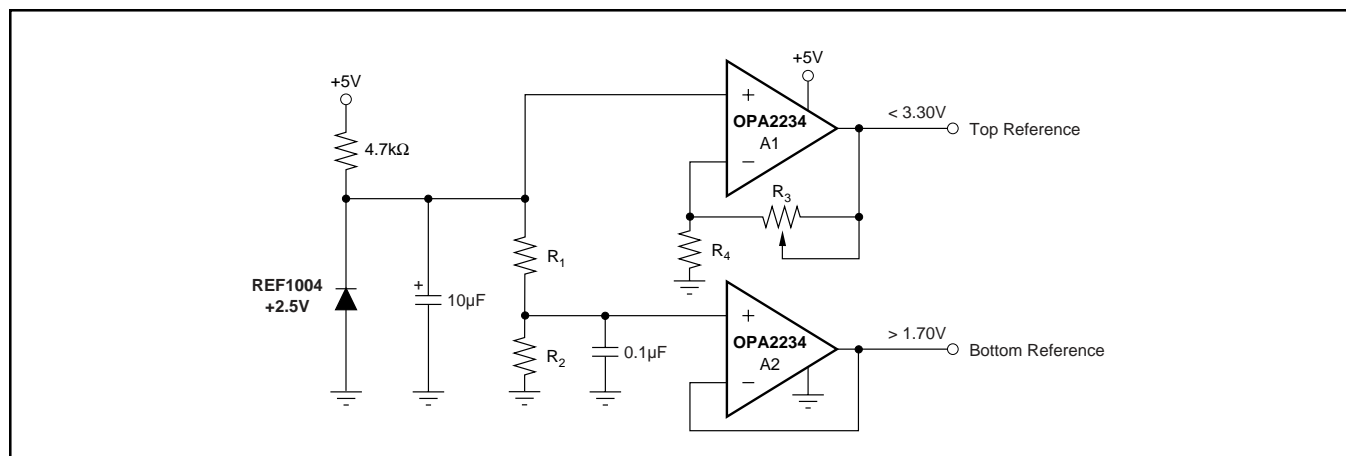 +5V
4.7kΩ
REF1004
+2.5V
+
10µF
R1
R2
0.1µF
+5V
+
OPA2234
A1
−
R3
R4
< 3.30V
Top Reference
+
OPA2234
A2
−
> 1.70V
Bottom Reference